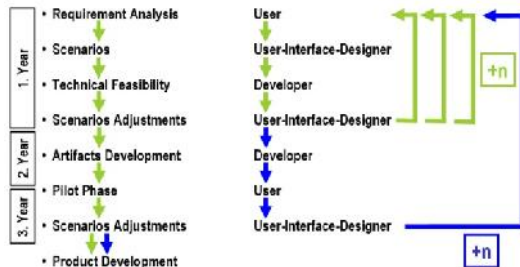 • Requirement Analysis User
• Scenarios User-Interface-Designer
• Technical Feasibility Developer
• Scenarios Adjustments User-Interface-Designer
• Artifacts Development Developer
• Pilot Phase User
• Scenarios Adjustments User-Interface-Designer
• Product Development
1. Year
2. Year
3. Year
+n
+n